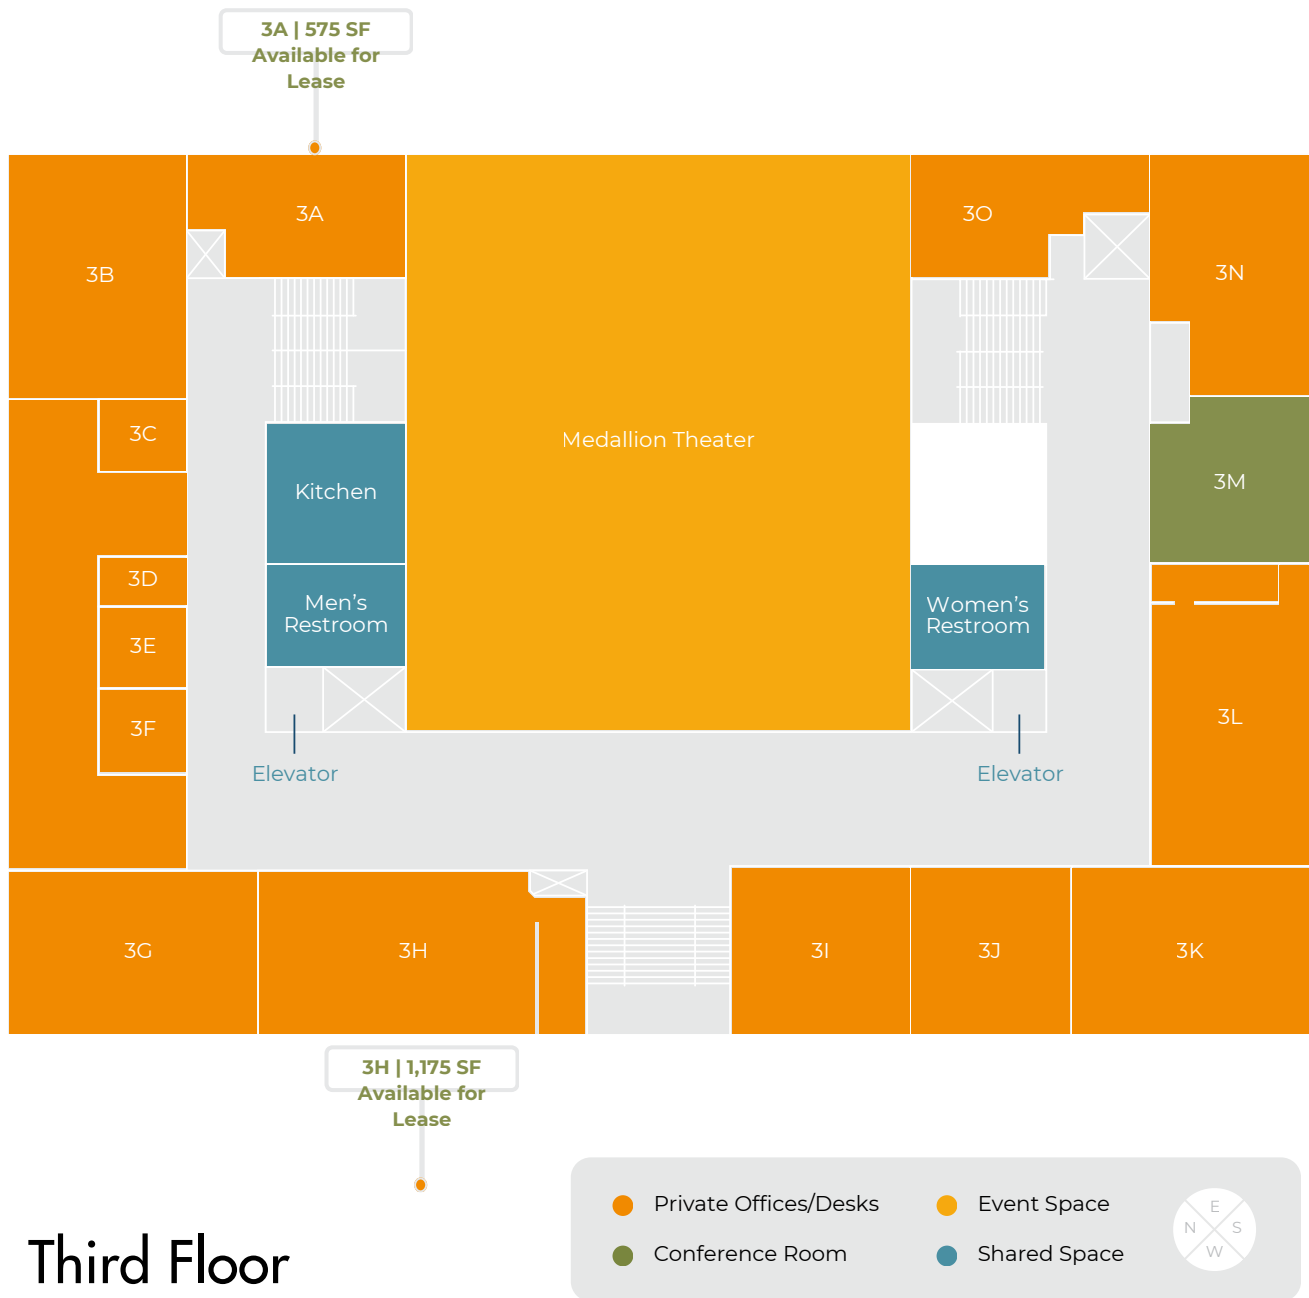 3A | 575 SF
Available for
Lease
3A
3O
3B
3N
3C
Medallion Theater
Kitchen
3M
3D
Men’s
Restroom
Women’s
Restroom
3E
3F
3L
Elevator
Elevator
3G
3H
3I
3J
3K
3H | 1,175 SF
Available for
Lease
Private Offices/Desks
Event Space
Conference Room
Shared Space
E
N
S
W
Third Floor